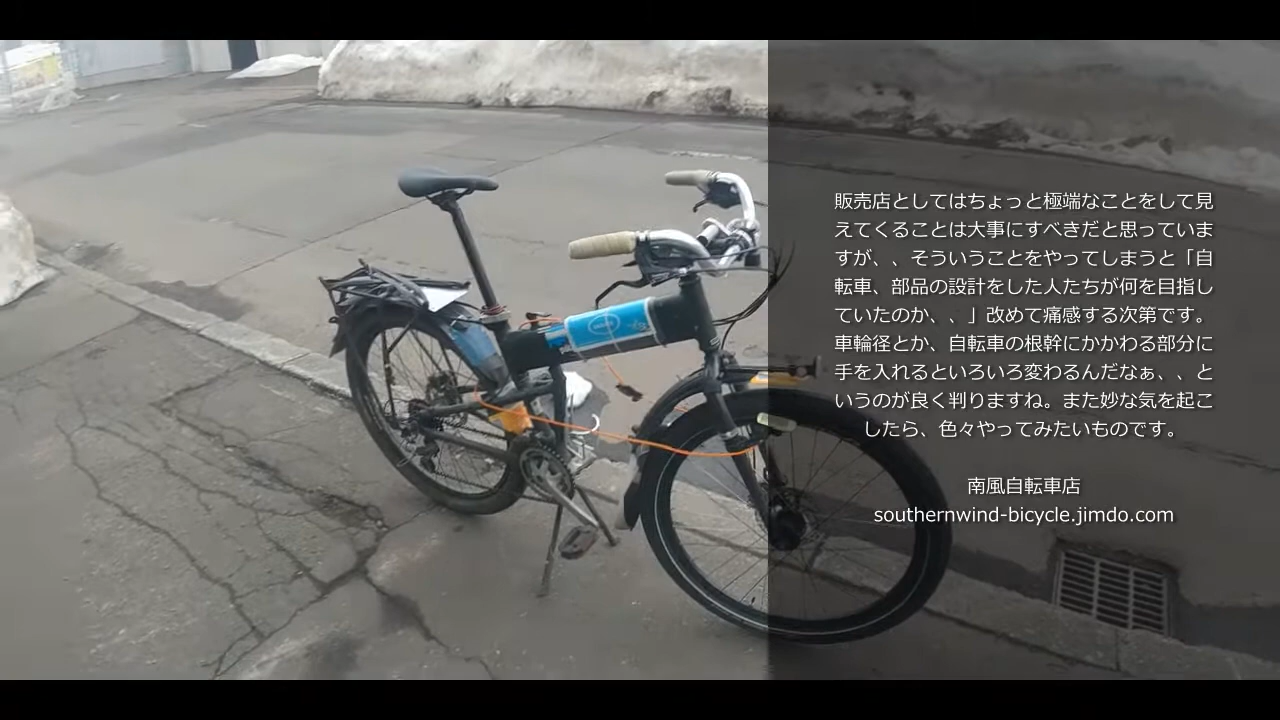 販売店としてはちょっと極端なことをして見
えてくることは大事にすべきだと思っていま
すが、、そういうことをやってしまうと「自
転車、部品の設計をした人たちが何を目指し
ていたのか、、」改めて痛感する次第です。
車輪径とか、自転車の根幹にかかわる部分に
手を入れるといろいろ変わるんだなぁ、、と
いうのが良く判りますね。また妙な気を起こ
したら、色々やってみたいものです。
南風自転車店
southernwind-bicycle.jimdo.com